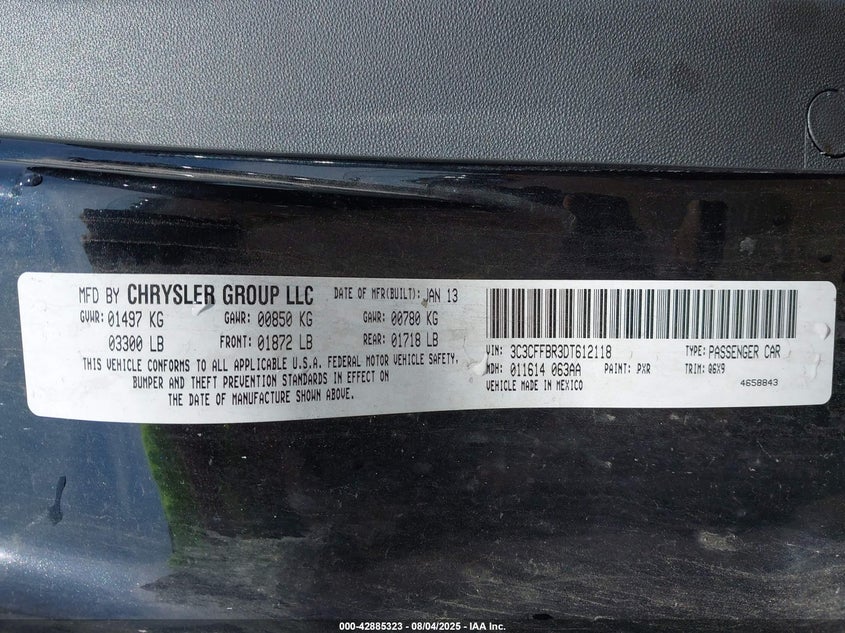 MFD BY CHRYSLER GROUP LLC DATE OF MFR(BUILT): JAN 13
GVWR: 01497 KG GAWR: 00850 KG GAWR: 00780 KG
03300 LB FRONT: 01872 LB REAR: 01718 LB
THIS VEHICLE CONFORMS TO ALL APPLICABLE U.S.A. FEDERAL MOTOR VEHICLE SAFETY,
BUMPER AND THEFT PREVENTION STANDARDS IN EFFECT ON
THE DATE OF MANUFACTURE SHOWN ABOVE.
VIN: 3C3CFFBR3DT612118 TYPE: PASSENGER CAR
MDH: 011614 063AA PAINT: PXR TRIM: Q6X9
VEHICLE MADE IN MEXICO 4658843
000-42885323 - 08/04/2025 - IAA Inc.